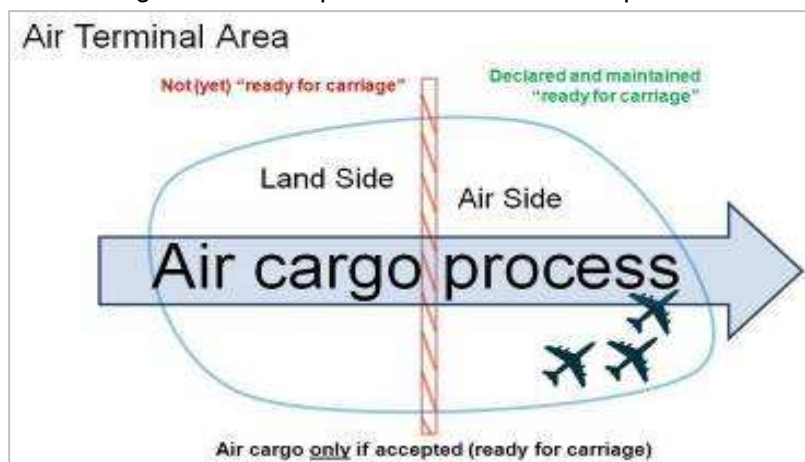 Air Terminal Area
Not (yet) "ready for carriage"
Declared and maintained
"ready for carriage"
Land Side
Air Side
Air cargo process
Air cargo only if accepted (ready for carriage)